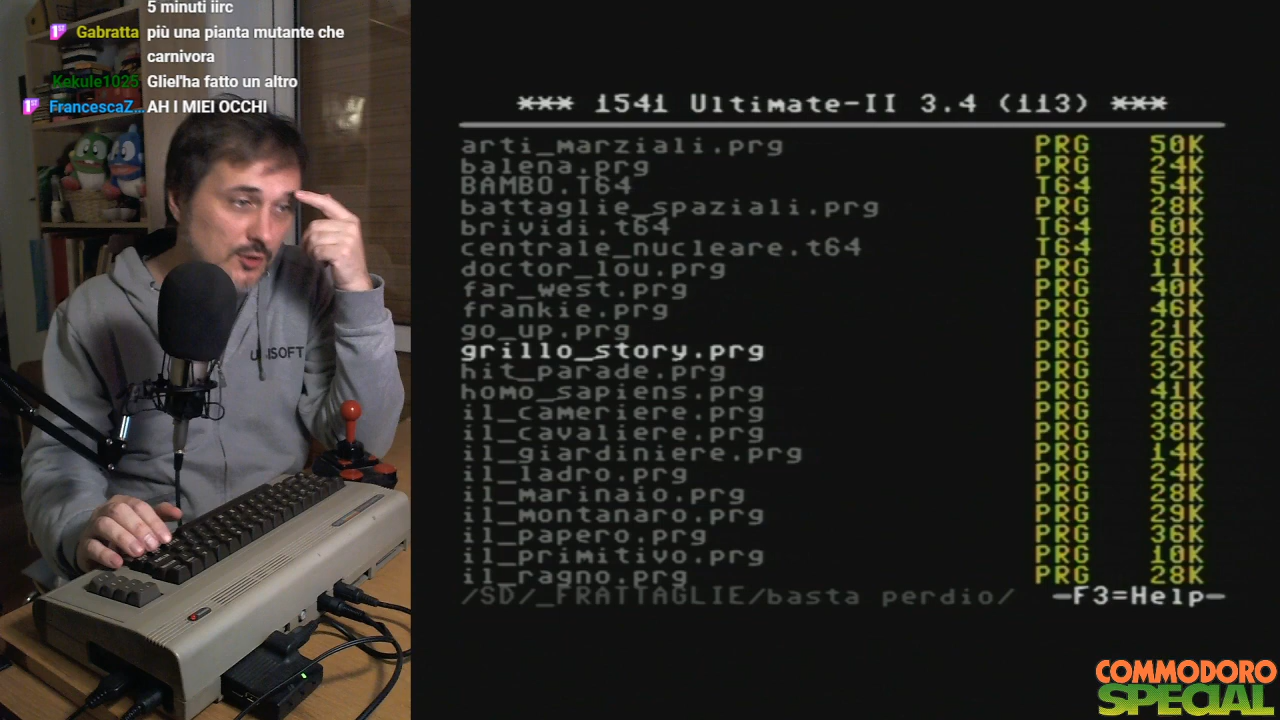 5 minuti iirc
Gabratta più una pianta mutante che
carnivora
Kekule1025 Gliel'ha fatto un altro
FrancescaZ... AH I MIEI OCCHI
UBISOFT
*** 1541 Ultimate-II 3.4 (113) ***
arti_marziali.prg PRG 50K
balena.prg PRG 24K
BAMBO.T64 T64 54K
battaglie_spaziali.prg PRG 28K
brividi.t64 T64 60K
centrale_nucleare.t64 T64 58K
doctor_lou.prg PRG 11K
far_west.prg PRG 40K
frankie.prg PRG 46K
go_up.prg PRG 21K
grillo_story.prg PRG 26K
hit_parade.prg PRG 32K
homo_sapiens.prg PRG 41K
il_cameriere.prg PRG 38K
il_cavaliere.prg PRG 38K
il_giardiniere.prg PRG 14K
il_ladro.prg PRG 24K
il_marinaio.prg PRG 28K
il_montanaro.prg PRG 29K
il_papero.prg PRG 36K
il_primitivo.prg PRG 10K
il_ragno.prg PRG 28K
/SD/_FRATTAGLIE/basta perdio/ —F3=Help—
COMMODORO
SPECIAL